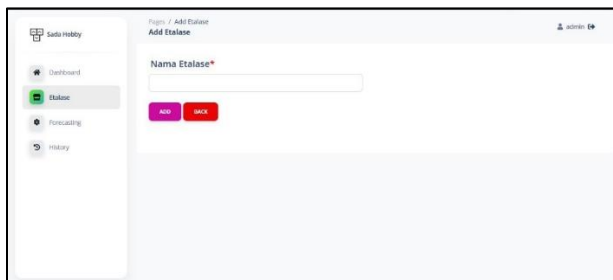 Sada Hobby
Dashboard
Etalase
Forecasting
History
Pages / Add Etalase
Add Etalase
admin
Nama Etalase*
ADD BACK